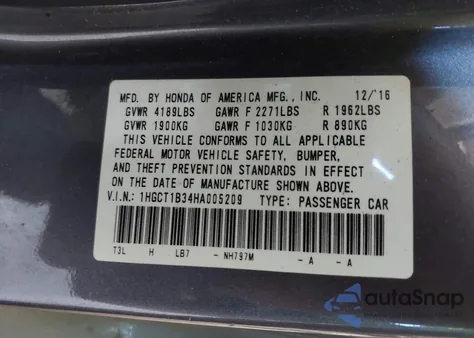 MFD. BY HONDA OF AMERICA MFG., INC. 12/16
GVWR 4189LBS GAWR F 2271LBS R 1962LBS
GVWR 1900KG GAWR F 1030KG R 890KG
THIS VEHICLE CONFORMS TO ALL APPLICABLE
FEDERAL MOTOR VEHICLE SAFETY, BUMPER,
AND THEFT PREVENTION STANDARDS IN EFFECT
ON THE DATE OF MANUFACTURE SHOWN ABOVE.
V.I.N.: 1HGCT1B34HA005209 TYPE: PASSENGER CAR
T3L H LB7 - NH797M - A - A
autoSnap